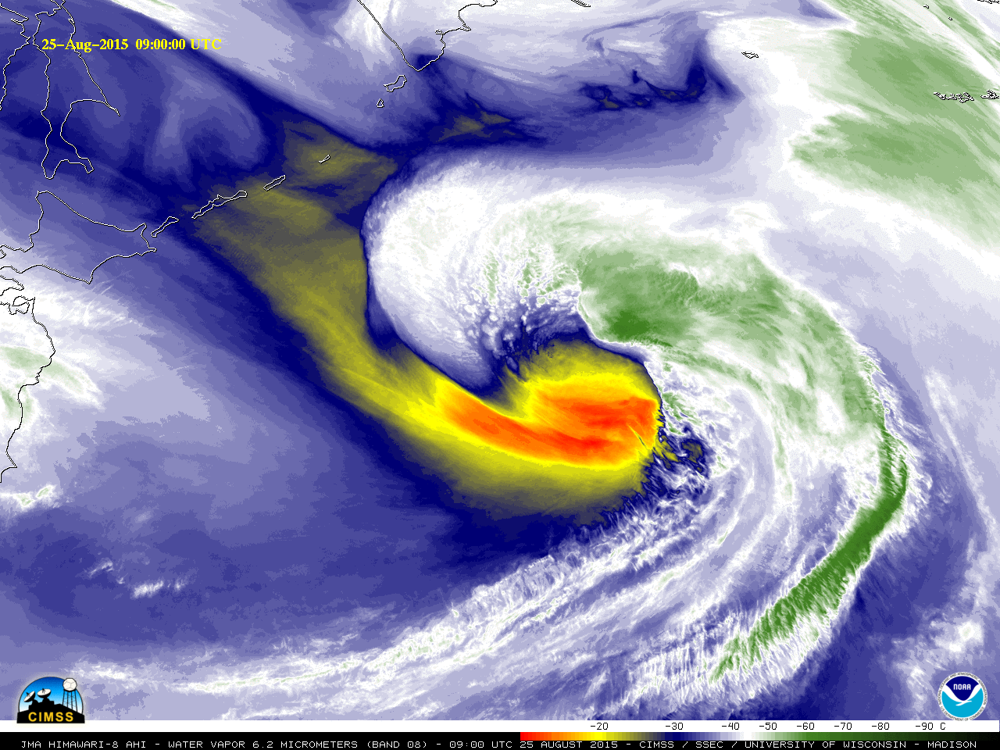 25-Aug-2015 09:00:00 UTC
CIMSS
NOAA
-20 -30 -40 -50 -60 -70 -80 -90 C
JMA HIMAWARI-8 AHI - WATER VAPOR 6.2 MICROMETERS (BAND 08) - 09:00 UTC 25 AUGUST 2015 - CIMSS / SSEC / UNIVERSITY OF WISCONSIN - MADISON